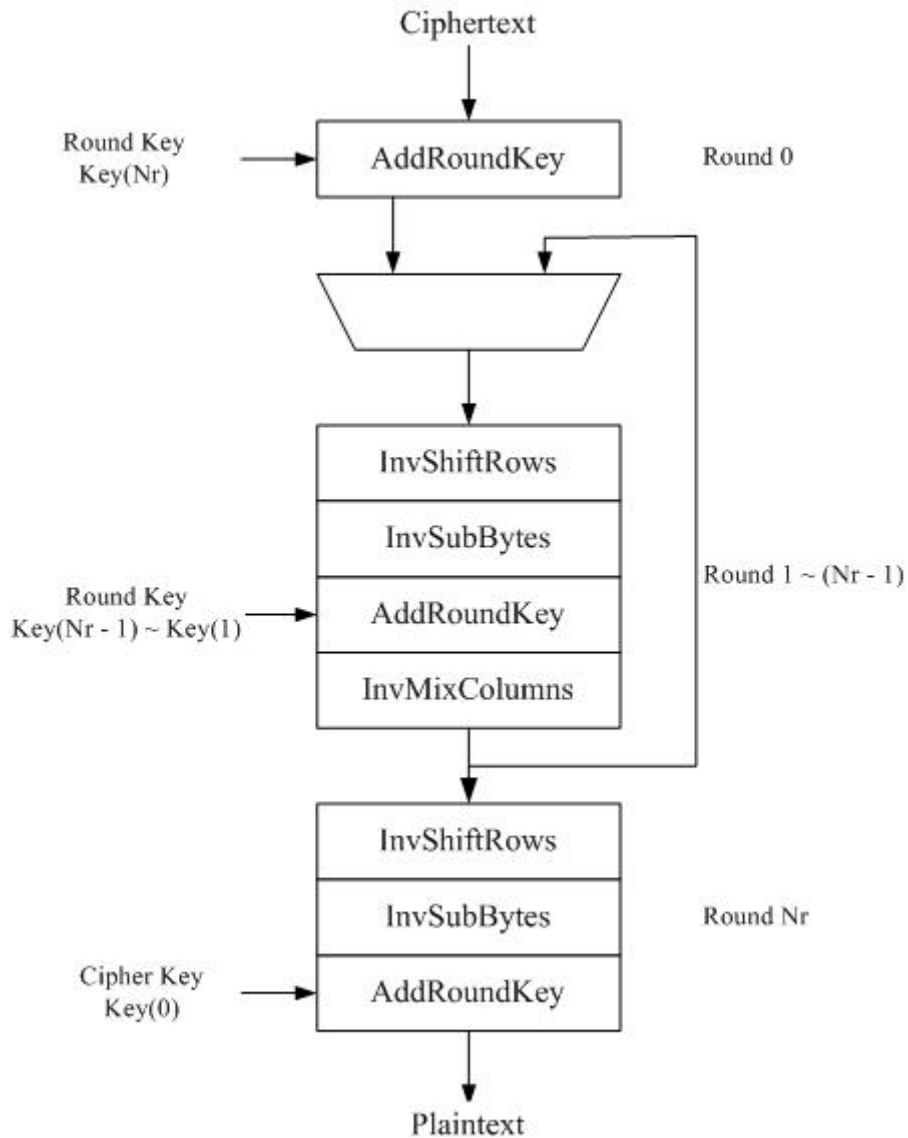 Ciphertext
Round Key
Key(Nr)
AddRoundKey
Round 0
InvShiftRows
InvSubBytes
Round Key
Key(Nr - 1) ~ Key(1)
AddRoundKey
Round 1 ~ (Nr - 1)
InvMixColumns
InvShiftRows
InvSubBytes
Round Nr
Cipher Key
Key(0)
AddRoundKey
Plaintext